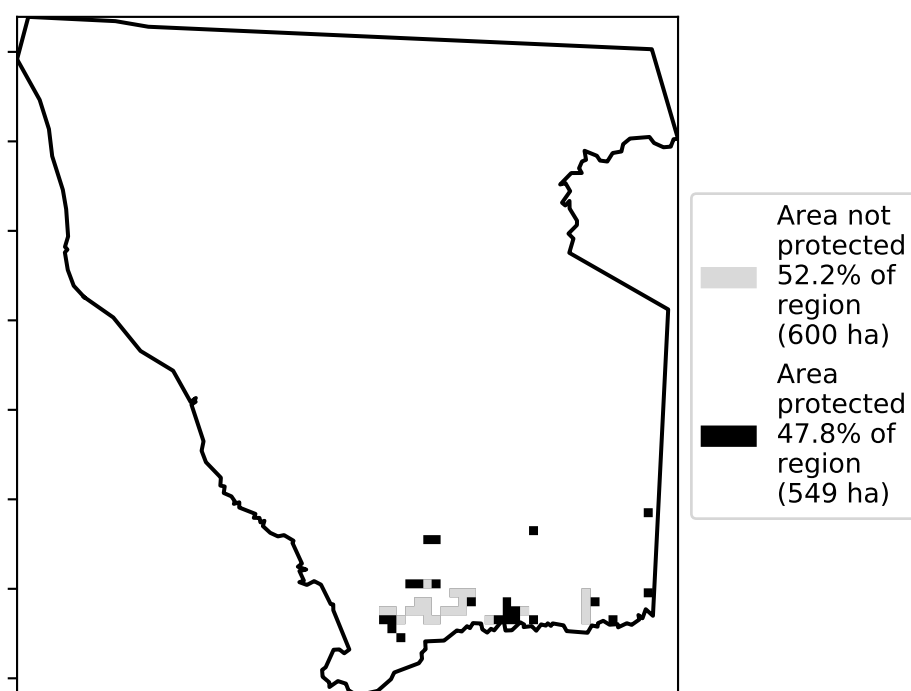 Area not
protected
52.2% of
region
(600 ha)
Area
protected
47.8% of
region
(549 ha)